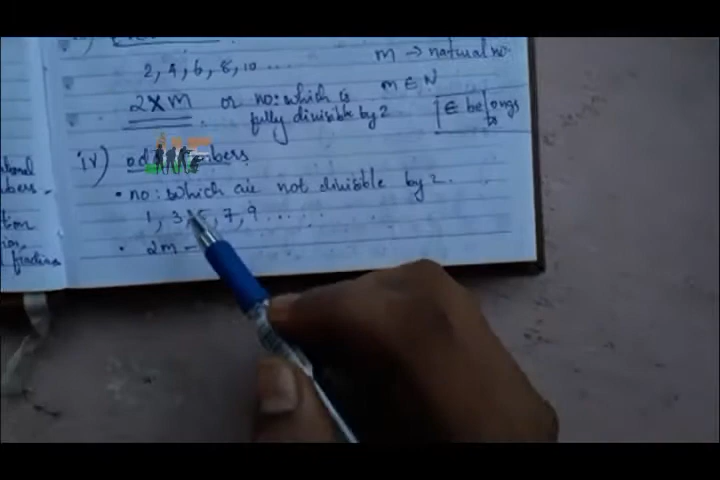 2, 4, 6, 8, 10 ...
m → natural no.
m ∈ N
2 x m or no: which is
fully divisible by 2
∈ belongs
to
iv) odd numbers
• no: which are not divisible by 2.
1, 3, 5, 7, 9 ...
• 2m -